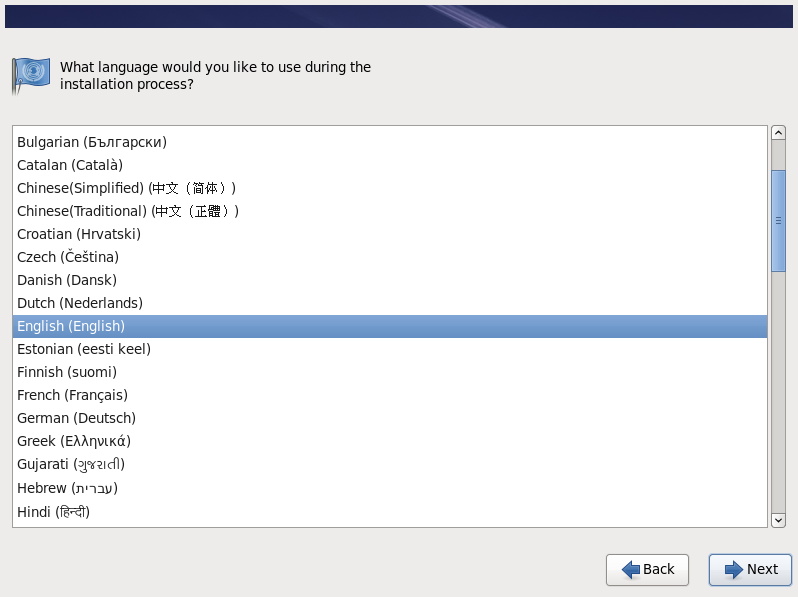 What language would you like to use during the
installation process?
Bulgarian (Български)
Catalan (Català)
Chinese(Simplified) (中文（简体）)
Chinese(Traditional) (中文（正體）)
Croatian (Hrvatski)
Czech (Čeština)
Danish (Dansk)
Dutch (Nederlands)
English (English)
Estonian (eesti keel)
Finnish (suomi)
French (Français)
German (Deutsch)
Greek (Ελληνικά)
Gujarati (ગુજરાતી)
Hebrew (עברית)
Hindi (हिन्दी)
Back
Next